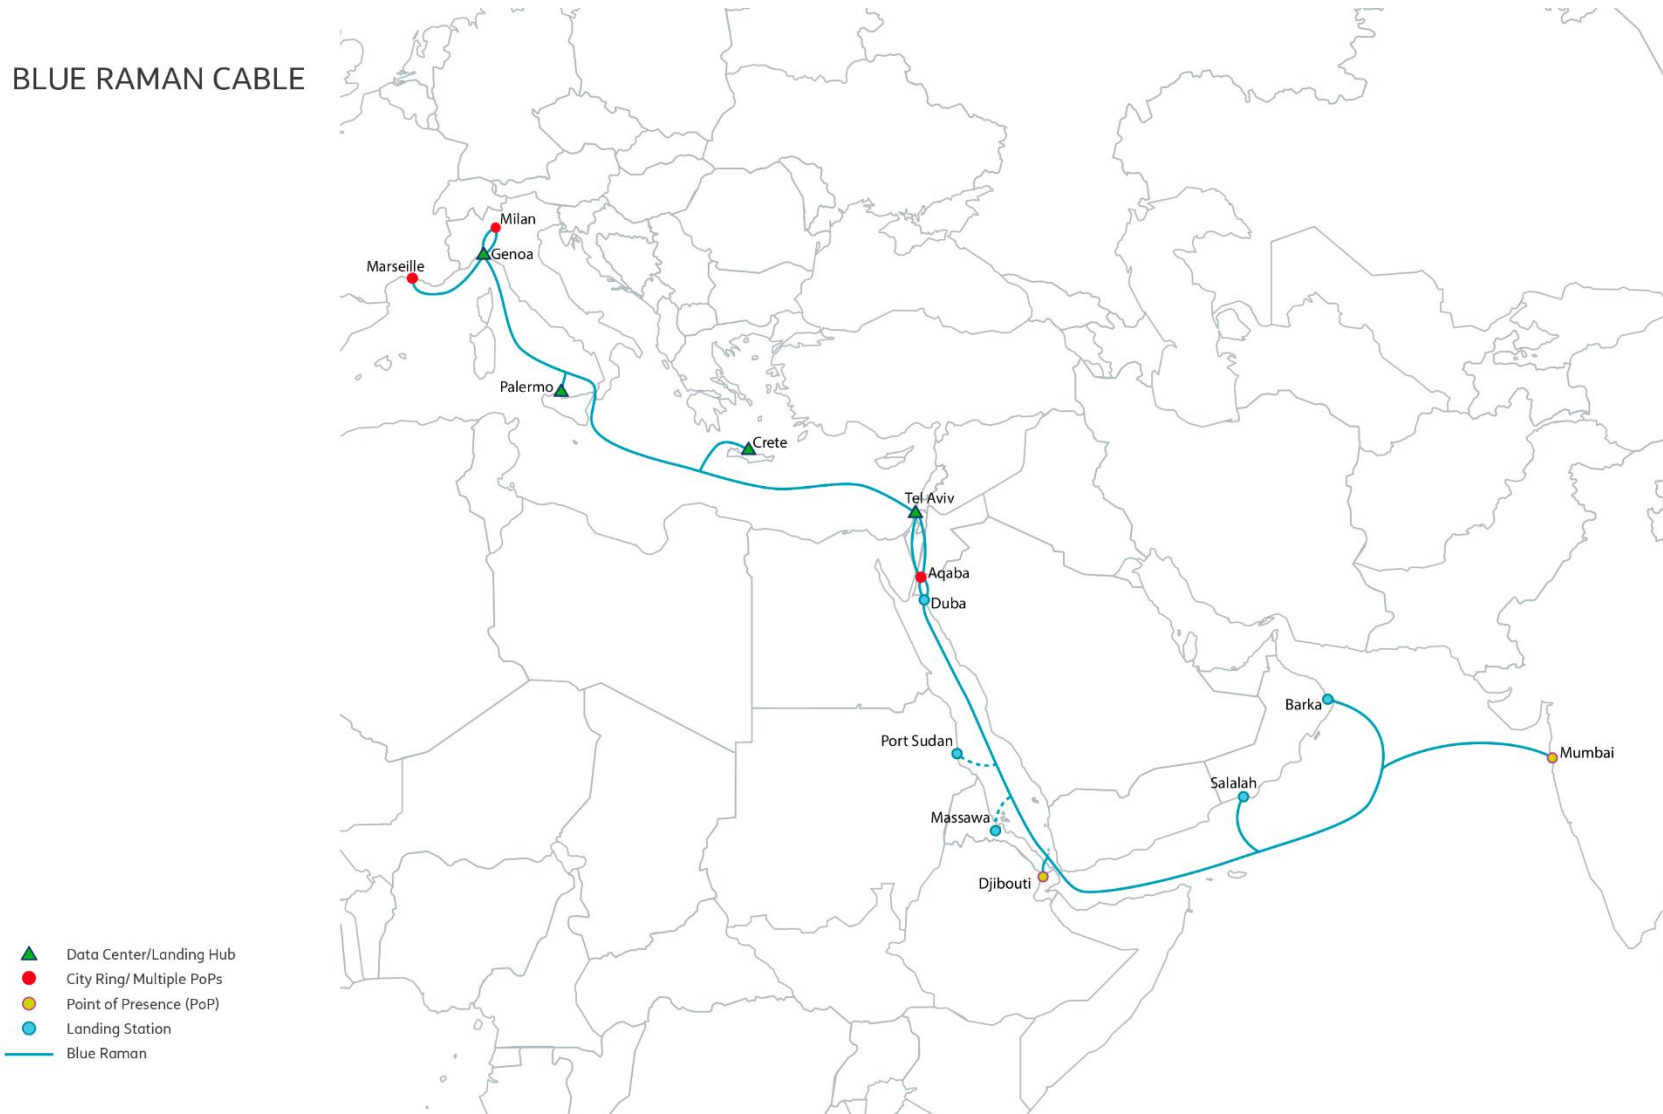 BLUE RAMAN CABLE
Milan
Genoa
Marseille
Palermo
Crete
Tel Aviv
Aqaba
Duba
Barka
Port Sudan
Mumbai
Salalah
Massawa
Djibouti
Data Center/Landing Hub
City Ring/ Multiple PoPs
Point of Presence (PoP)
Landing Station
Blue Raman